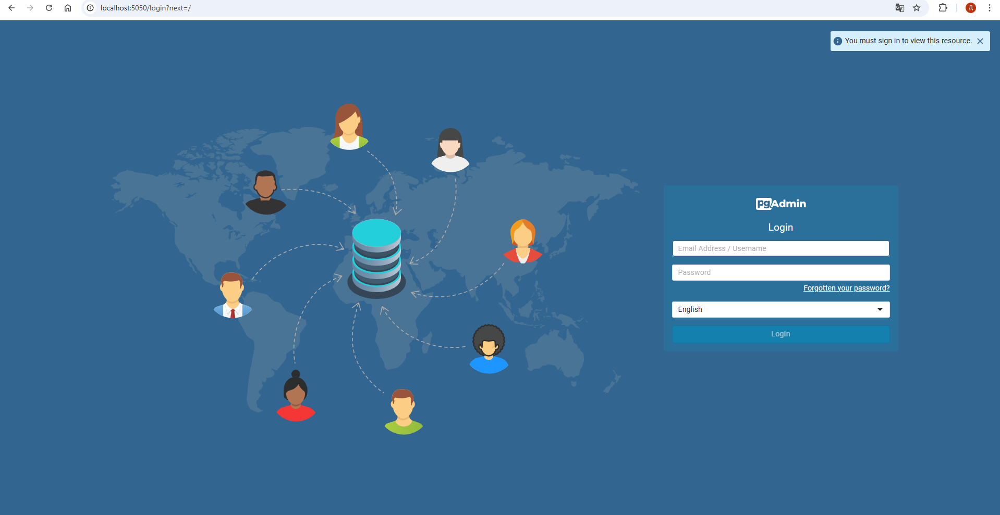 localhost:5050/login?next=/
Д
You must sign in to view this resource.
pgAdmin
Login
Email Address / Username
Password
Forgotten your password?
English
Login